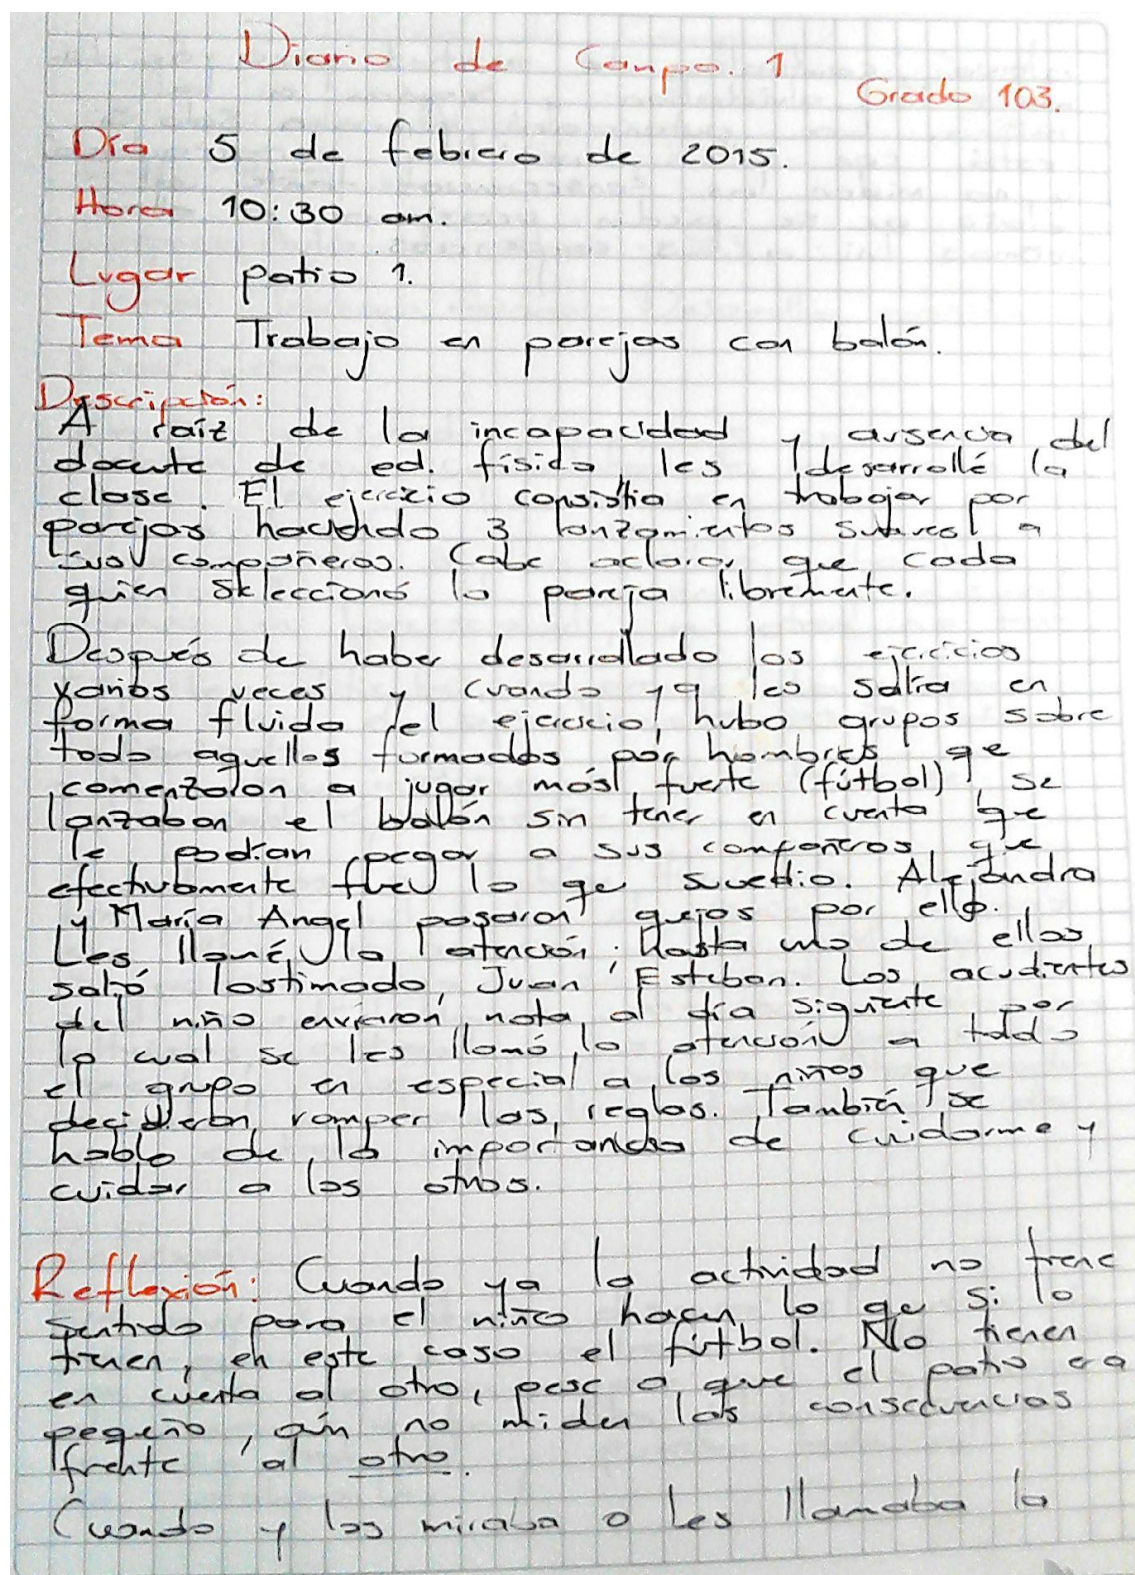 Diario de Campo. 1
Grado 103.
Día 5 de febrero de 2015.
Hora 10:30 am.
Lugar patio 1.
Tema Trabajo en parejas con balón.
Descripción:
A raíz de la incapacidad y ausencia del
docente de ed. física les desarrollé la
clase. El ejercicio consistia en trabajar por
parejas haciendo 3 lanzamientos suaves a
sus compañeros. Cabe aclarar que cada
quien seleccionó la pareja libremente.
Después de haber desarrollado los ejercicios
varios veces y cuando ya les salía en
forma fluida el ejercicio, hubo grupos sobre
todo aquellos formados por hombres qe
comenzaron a jugar más fuerte (fútbol), se
lanzaban el balón sin tener en cuenta que
le podían pegar a sus compañeros, que
efectivamente fue lo qe sucedio. Alejandra
y María Angel pasaron quejas por ello.
Les llamé la atención; hasta uno de ellos
salió lastimado, Juan Esteban. Los acudientes
del niño enviaron nota al día siguiente por
lo cual se les llamó la atención a todo
el grupo en especial a los niños que
decidieron romper las reglas. También se
hablo de la importancia de cuidarme y
cuidar a los otros.
Reflexión: Cuando ya la actividad no tiene
sentido para el niño hacen lo qe si lo
tienen, en este caso el fútbol. No tienen
en cuenta al otro, pese a que el patio era
peqeño, aún no miden las consecuencias
frente al otro.
Cuando y los miraba o les llamaba la